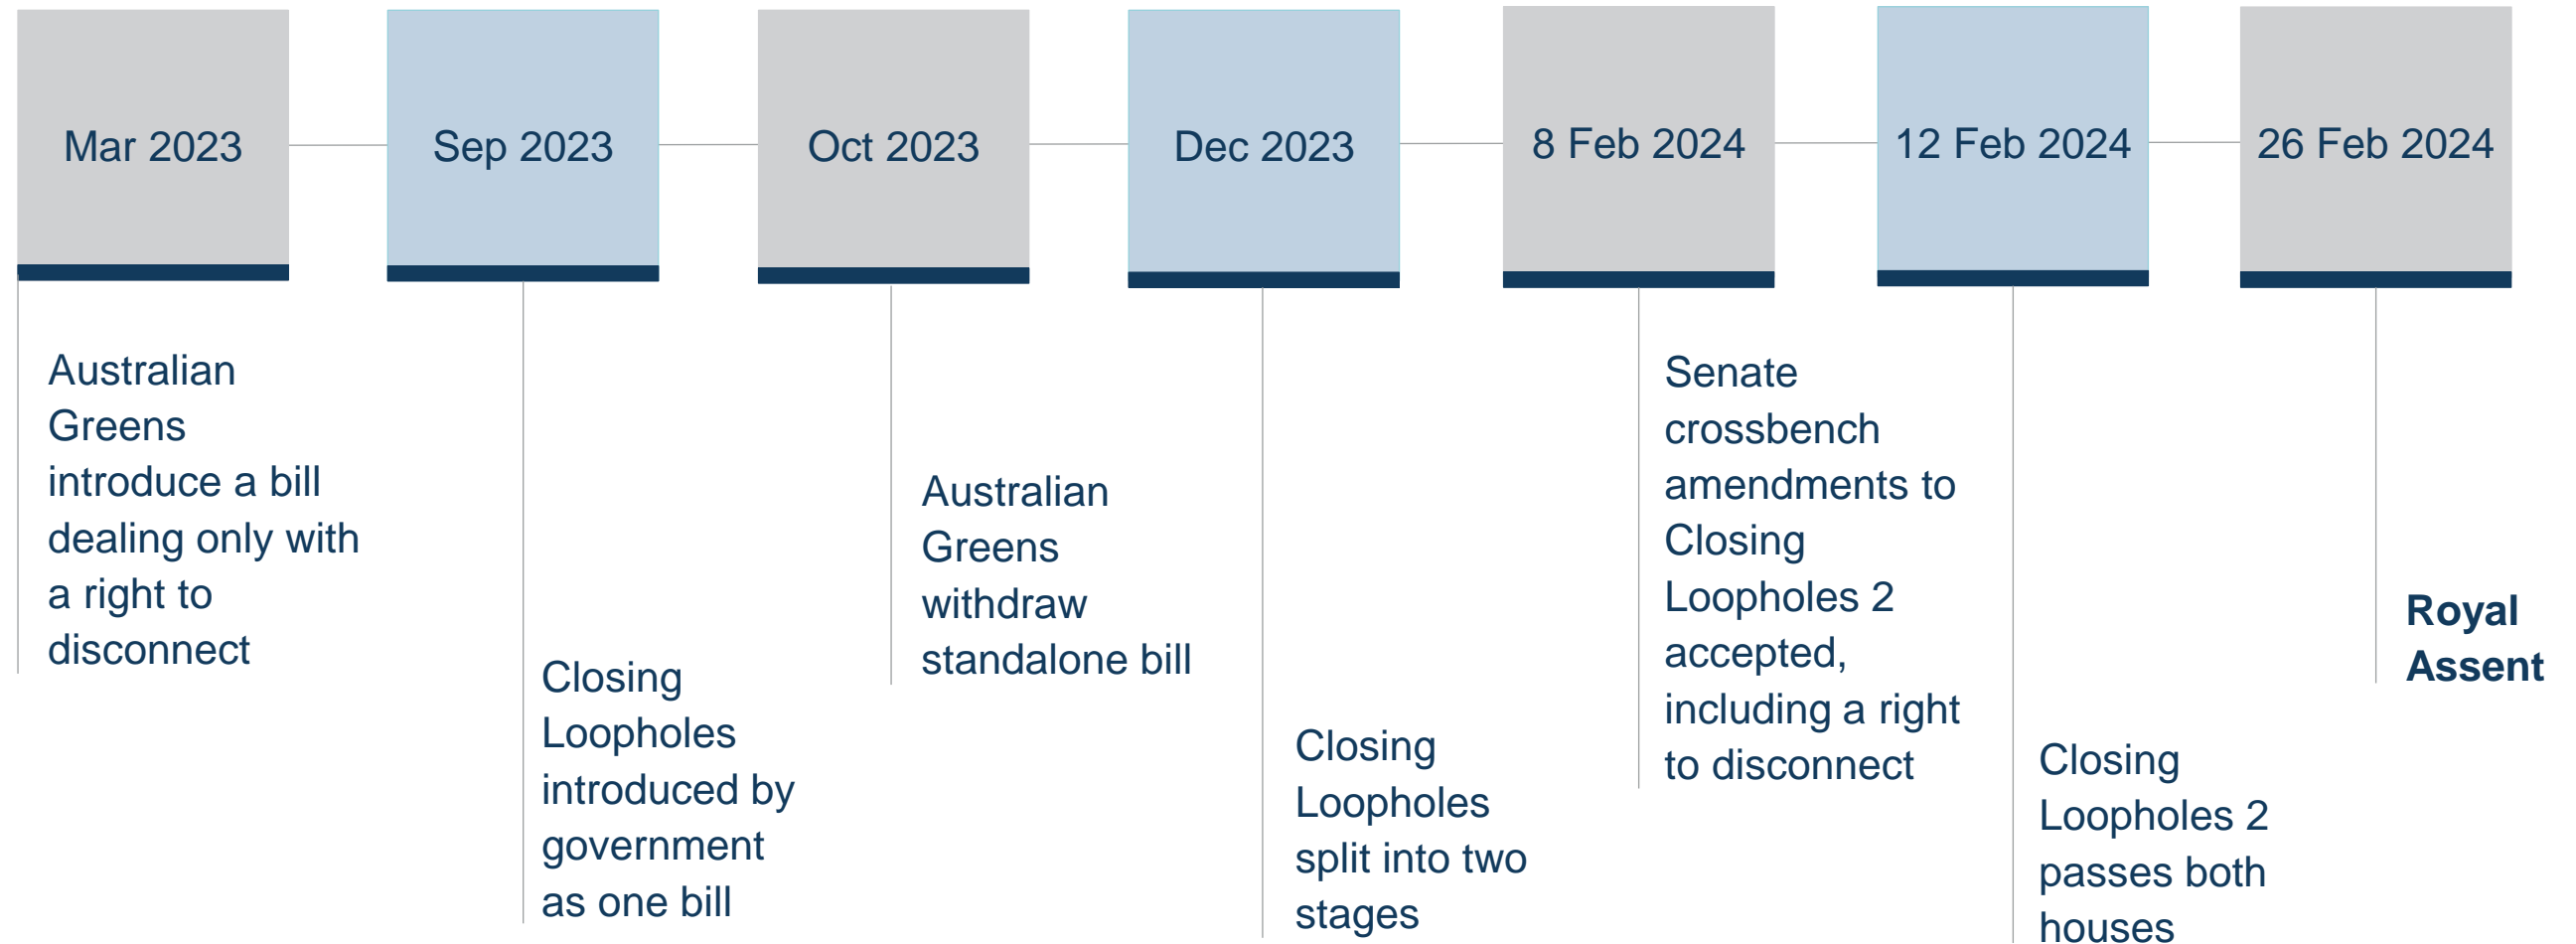 Mar 2023
Sep 2023
Oct 2023
Dec 2023
8 Feb 2024
12 Feb 2024
26 Feb 2024
Australian
Greens
introduce a bill
dealing only with
a right to
disconnect
Closing
Loopholes
introduced by
government
as one bill
Australian
Greens
withdraw
standalone bill
Closing
Loopholes
split into two
stages
Senate
crossbench
amendments to
Closing
Loopholes 2
accepted,
including a right
to disconnect
Closing
Loopholes 2
passes both
houses
Royal
Assent